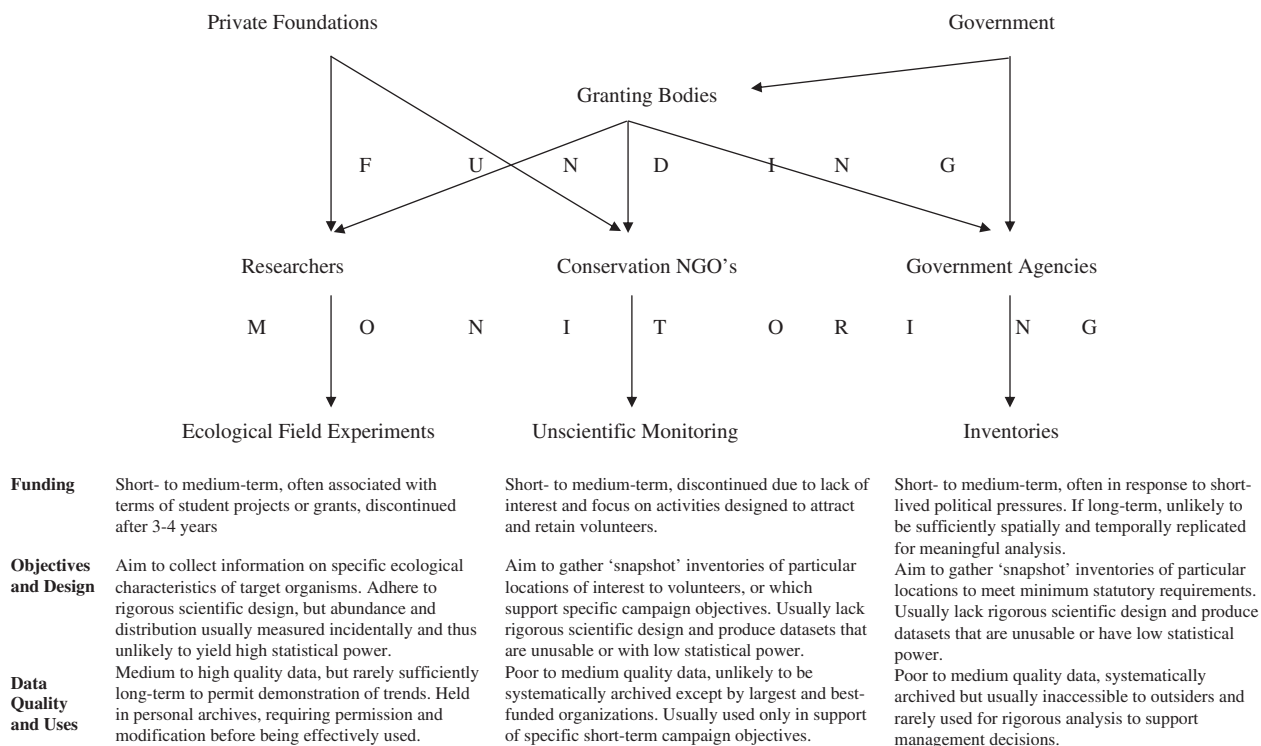 Private Foundations
Government
Granting Bodies
F U N D I N G
Researchers
Conservation NGO's
Government Agencies
M O N I T O R I N G
Ecological Field Experiments
Unscientific Monitoring
Inventories
Funding
Short- to medium-term, often associated with
terms of student projects or grants, discontinued
after 3-4 years
Short- to medium-term, discontinued due to lack of
interest and focus on activities designed to attract
and retain volunteers.
Short- to medium-term, often in response to short-
lived political pressures. If long-term, unlikely to
be sufficiently spatially and temporally replicated
for meaningful analysis.
Objectives
and Design
Aim to collect information on specific ecological
characteristics of target organisms. Adhere to
rigorous scientific design, but abundance and
distribution usually measured incidentally and thus
unlikely to yield high statistical power.
Aim to gather ‘snapshot’ inventories of particular
locations of interest to volunteers, or which
support specific campaign objectives. Usually lack
rigorous scientific design and produce datasets that
are unusable or with low statistical power.
Aim to gather ‘snapshot’ inventories of particular
locations to meet minimum statutory requirements.
Usually lack rigorous scientific design and produce
datasets that are unusable or have low statistical
power.
Data
Quality
and Uses
Medium to high quality data, but rarely sufficiently
long-term to permit demonstration of trends. Held
in personal archives, requiring permission and
modification before being effectively used.
Poor to medium quality data, unlikely to be
systematically archived except by largest and best-
funded organizations. Usually used only in support
of specific short-term campaign objectives.
Poor to medium quality data, systematically
archived but usually inaccessible to outsiders and
rarely used for rigorous analysis to support
management decisions.